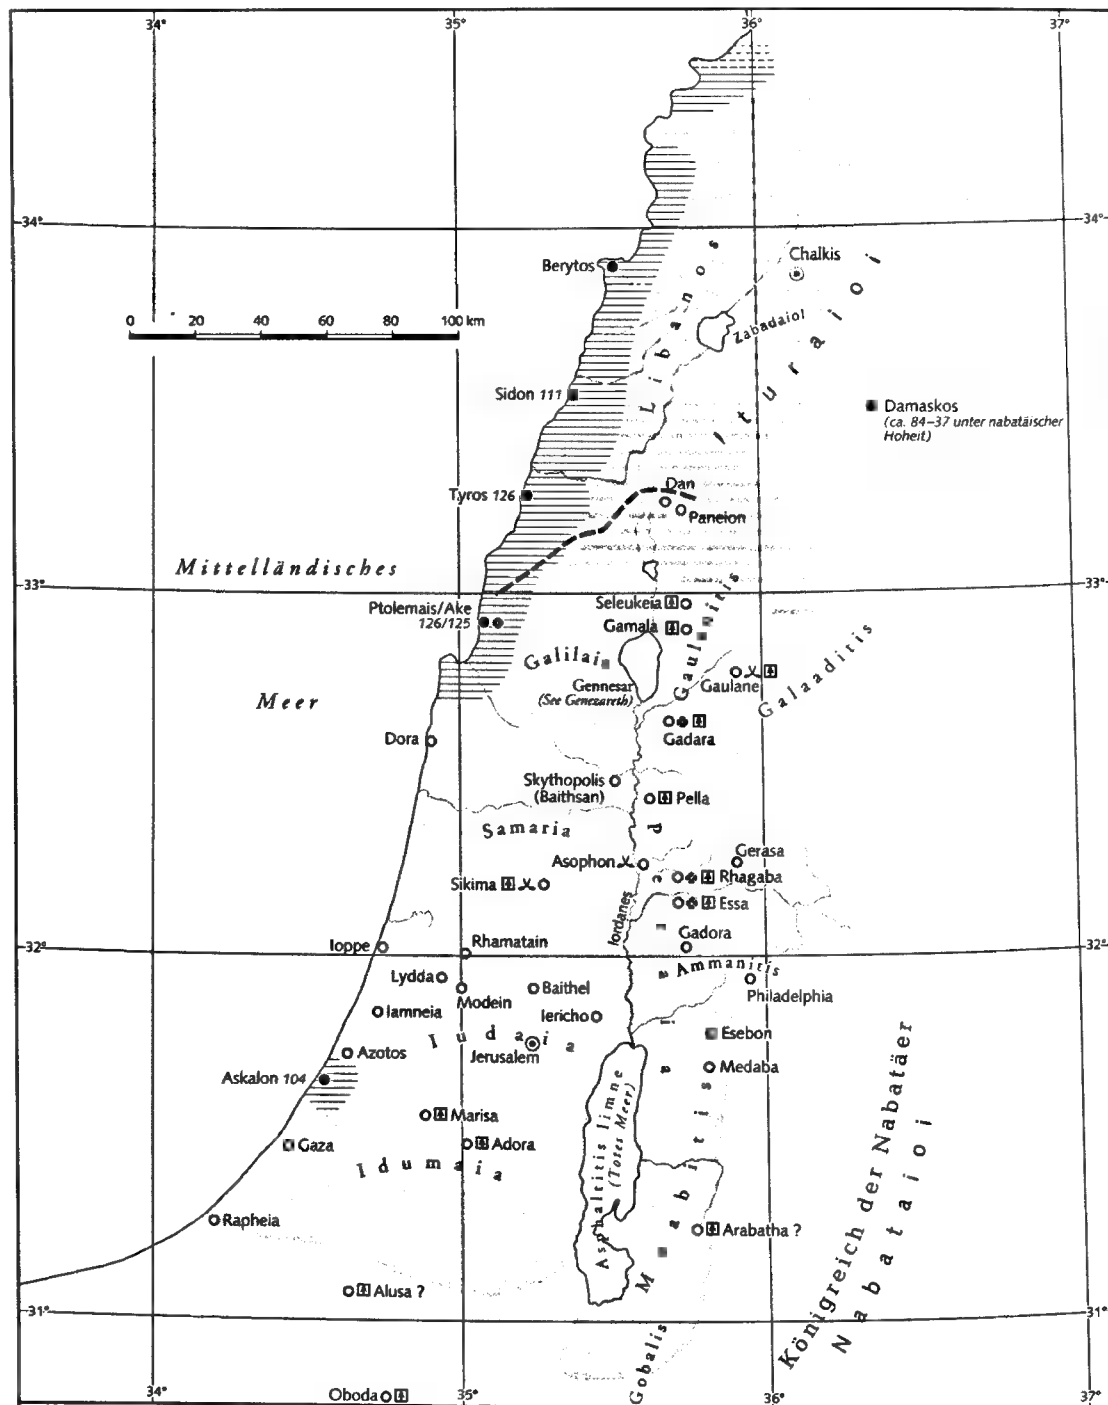 34°
35°
36°
37°
34°
34°
Berytos
Chalkis
0 20 40 60 80 100 km
Libanos
Zabadaioi
Ituraioi
Sidon 111
Damaskos
(ca. 84–37 unter nabatäischer
Hoheit)
Tyros 126
Dan
Paneion
Mittelländisches
33°
33°
Ptolemais/Ake
126/125
Seleukeia
Gamala
Gaulanitis
Galilaia
Gennesar
(See Genezareth)
Gaulane
Galaaditis
Meer
Gadara
Dora
Skythopolis
(Baithsan)
Pella
Samaria
Asophon
Gerasa
Rhagaba
Sikima
Essa
Iordanes
Peraia
Gadora
Ioppe
Rhamatain
32°
32°
Ammanitis
Lydda
Modein
Baithel
Philadelphia
Iamneia
Iericho
Iudaia
Esebon
Azotos
Jerusalem
Medaba
Askalon 104
Marisa
Asphaltitis limne
(Totes Meer)
Gaza
Adora
Idumaia
Moabitis
Königreich der Nabatäer
Nabataioi
Rapheia
Arabatha ?
Alusa ?
31°
31°
Gobalis
34°
Oboda
35°
36°
37°